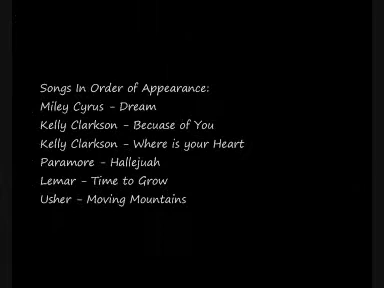 Songs In Order of Appearance:
Miley Cyrus - Dream
Kelly Clarkson - Becuase of You
Kelly Clarkson - Where is your Heart
Paramore - Hallejuah
Lemar - Time to Grow
Usher - Moving Mountains